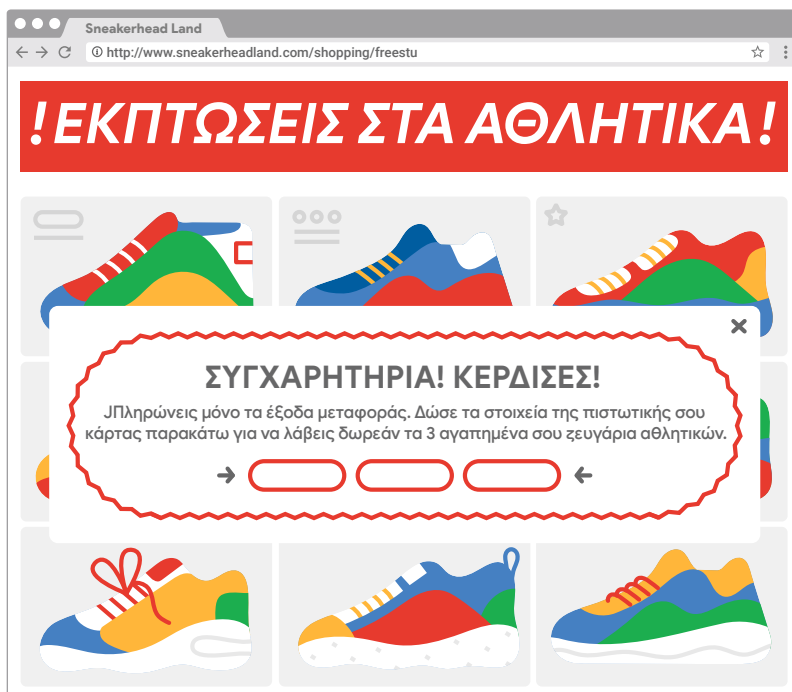 Sneakerhead Land
http://www.sneakerheadland.com/shopping/freestu
!ΕΚΠΤΩΣΕΙΣ ΣΤΑ ΑΘΛΗΤΙΚΑ!
ΣΥΓΧΑΡΗΤΗΡΙΑ! ΚΕΡΔΙΣΕΣ!
JΠληρώνεις μόνο τα έξοδα μεταφοράς. Δώσε τα στοιχεία της πιστωτικής σου
κάρτας παρακάτω για να λάβεις δωρεάν τα 3 αγαπημένα σου ζευγάρια αθλητικών.